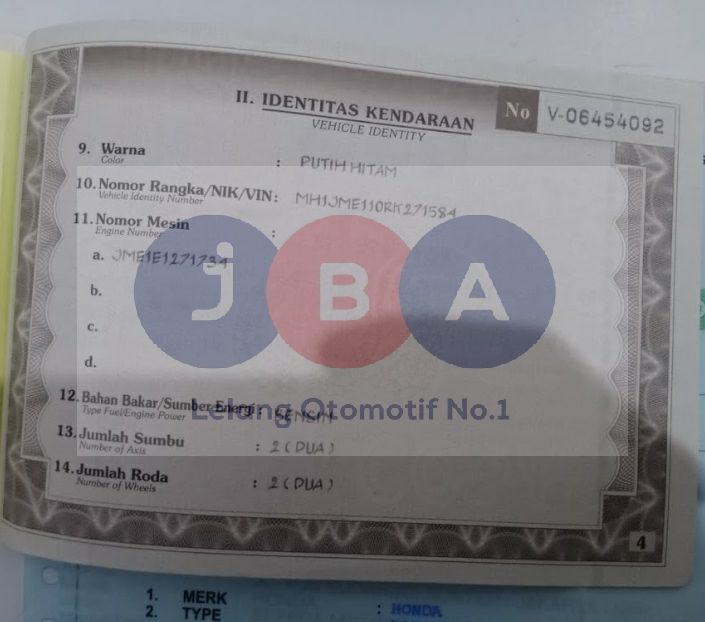 II. IDENTITAS KENDARAAN
VEHICLE IDENTITY
No V-06454092
9. Warna : PUTIH HITAM
Color
10. Nomor Rangka/NIK/VIN : MH1JME110RK271584
Vehicle Identity Number
11. Nomor Mesin :
Engine Number
a. JME1E1271734
b.
c.
d.
JBA
12. Bahan Bakar/Sumber Energi : BENSIN
Type Fuel/Engine Power
Lelang Otomotif No.1
13. Jumlah Sumbu : 2 (DUA)
Number of Axis
14. Jumlah Roda : 2 (DUA)
Number of Wheels
4
1. MERK : HONDA
2. TYPE